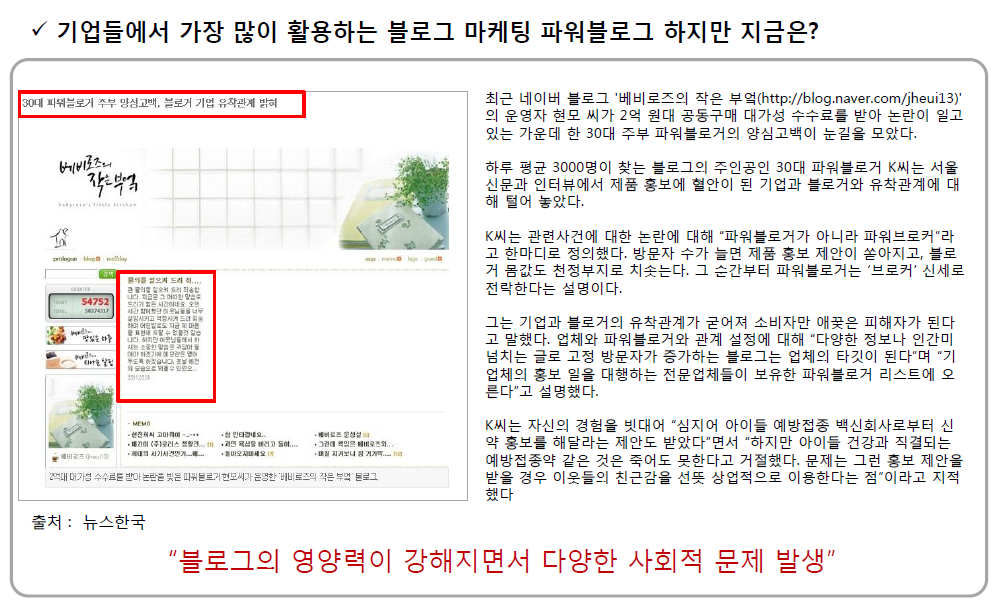 ✓ 기업들에서 가장 많이 활용하는 블로그 마케팅 파워블로그 하지만 지금은?
30대 파워블로거 주부 양심고백, 블로거 기업 유착관계 밝혀
베비로즈의
작은부엌
Babyrose's little kitchen
prologue blog me2day
app memo tags guest
검색
COUNTER
TODAY 54752
TOTAL
물의를 일으켜 드려 죄....
MEMO
베비로즈 (jheui13)
2억대 대가성 수수료를 받아 논란을 빚은 파워블로거 현모씨가 운영한 '베비로즈의 작은 부엌' 블로그
최근 네이버 블로그 '베비로즈의 작은 부엌(http://blog.naver.com/jheui13)'
의 운영자 현모 씨가 2억 원대 공동구매 대가성 수수료를 받아 논란이 일고
있는 가운데 한 30대 주부 파워블로거의 양심고백이 눈길을 모았다.
하루 평균 3000명이 찾는 블로그의 주인공인 30대 파워블로거 K씨는 서울
신문과 인터뷰에서 제품 홍보에 혈안이 된 기업과 블로거와 유착관계에 대
해 털어 놓았다.
K씨는 관련사건에 대한 논란에 대해 “파워블로거가 아니라 파워브로커”라
고 한마디로 정의했다. 방문자 수가 늘면 제품 홍보 제안이 쏟아지고, 블로
거 몸값도 천정부지로 치솟는다. 그 순간부터 파워블로거는 ‘브로커’ 신세로
전락한다는 설명이다.
그는 기업과 블로거의 유착관계가 굳어져 소비자만 애꿎은 피해자가 된다
고 말했다. 업체와 파워블로거와 관계 설정에 대해 “다양한 정보나 인간미
넘치는 글로 고정 방문자가 증가하는 블로그는 업체의 타깃이 된다”며 “기
업체의 홍보 일을 대행하는 전문업체들이 보유한 파워블로거 리스트에 오
른다”고 설명했다.
K씨는 자신의 경험을 빗대어 “심지어 아이들 예방접종 백신회사로부터 신
약 홍보를 해달라는 제안도 받았다”면서 “하지만 아이들 건강과 직결되는
예방접종약 같은 것은 죽어도 못한다고 거절했다. 문제는 그런 홍보 제안을
받을 경우 이웃들의 친근감을 선뜻 상업적으로 이용한다는 점”이라고 지적
했다
출처 : 뉴스한국
“블로그의 영양력이 강해지면서 다양한 사회적 문제 발생”